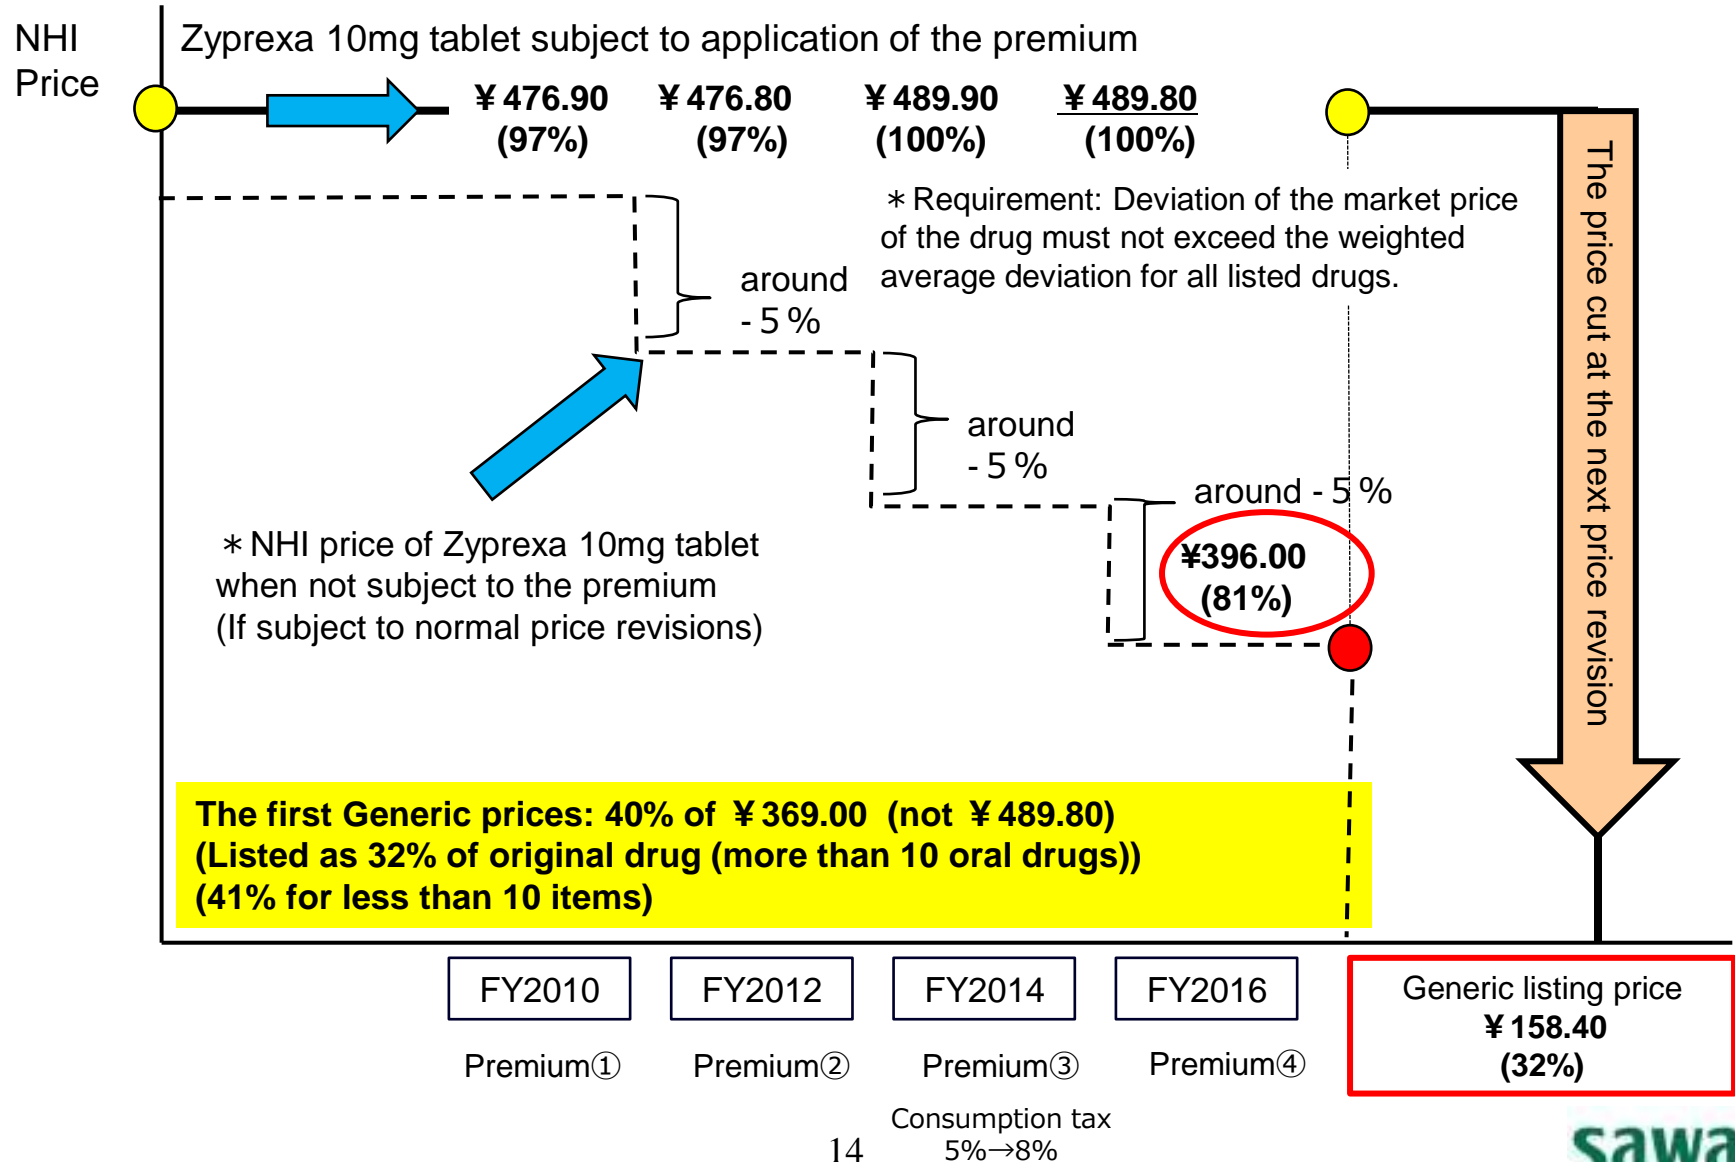 NHI
Price
Zyprexa 10mg tablet subject to application of the premium
¥476.90
(97%)
¥476.80
(97%)
¥489.90
(100%)
¥489.80
(100%)
＊Requirement: Deviation of the market price
of the drug must not exceed the weighted
average deviation for all listed drugs.
around
-５%
around
-５%
around -５%
¥396.00
(81%)
＊NHI price of Zyprexa 10mg tablet
when not subject to the premium
(If subject to normal price revisions)
The price cut at the next price revision
The first Generic prices: 40% of ¥369.00 (not ¥489.80)
(Listed as 32% of original drug (more than 10 oral drugs))
(41% for less than 10 items)
FY2010
FY2012
FY2014
FY2016
Premium①
Premium②
Premium③
Premium④
Generic listing price
¥158.40
(32%)
Consumption tax
5%→8%
14
sawa